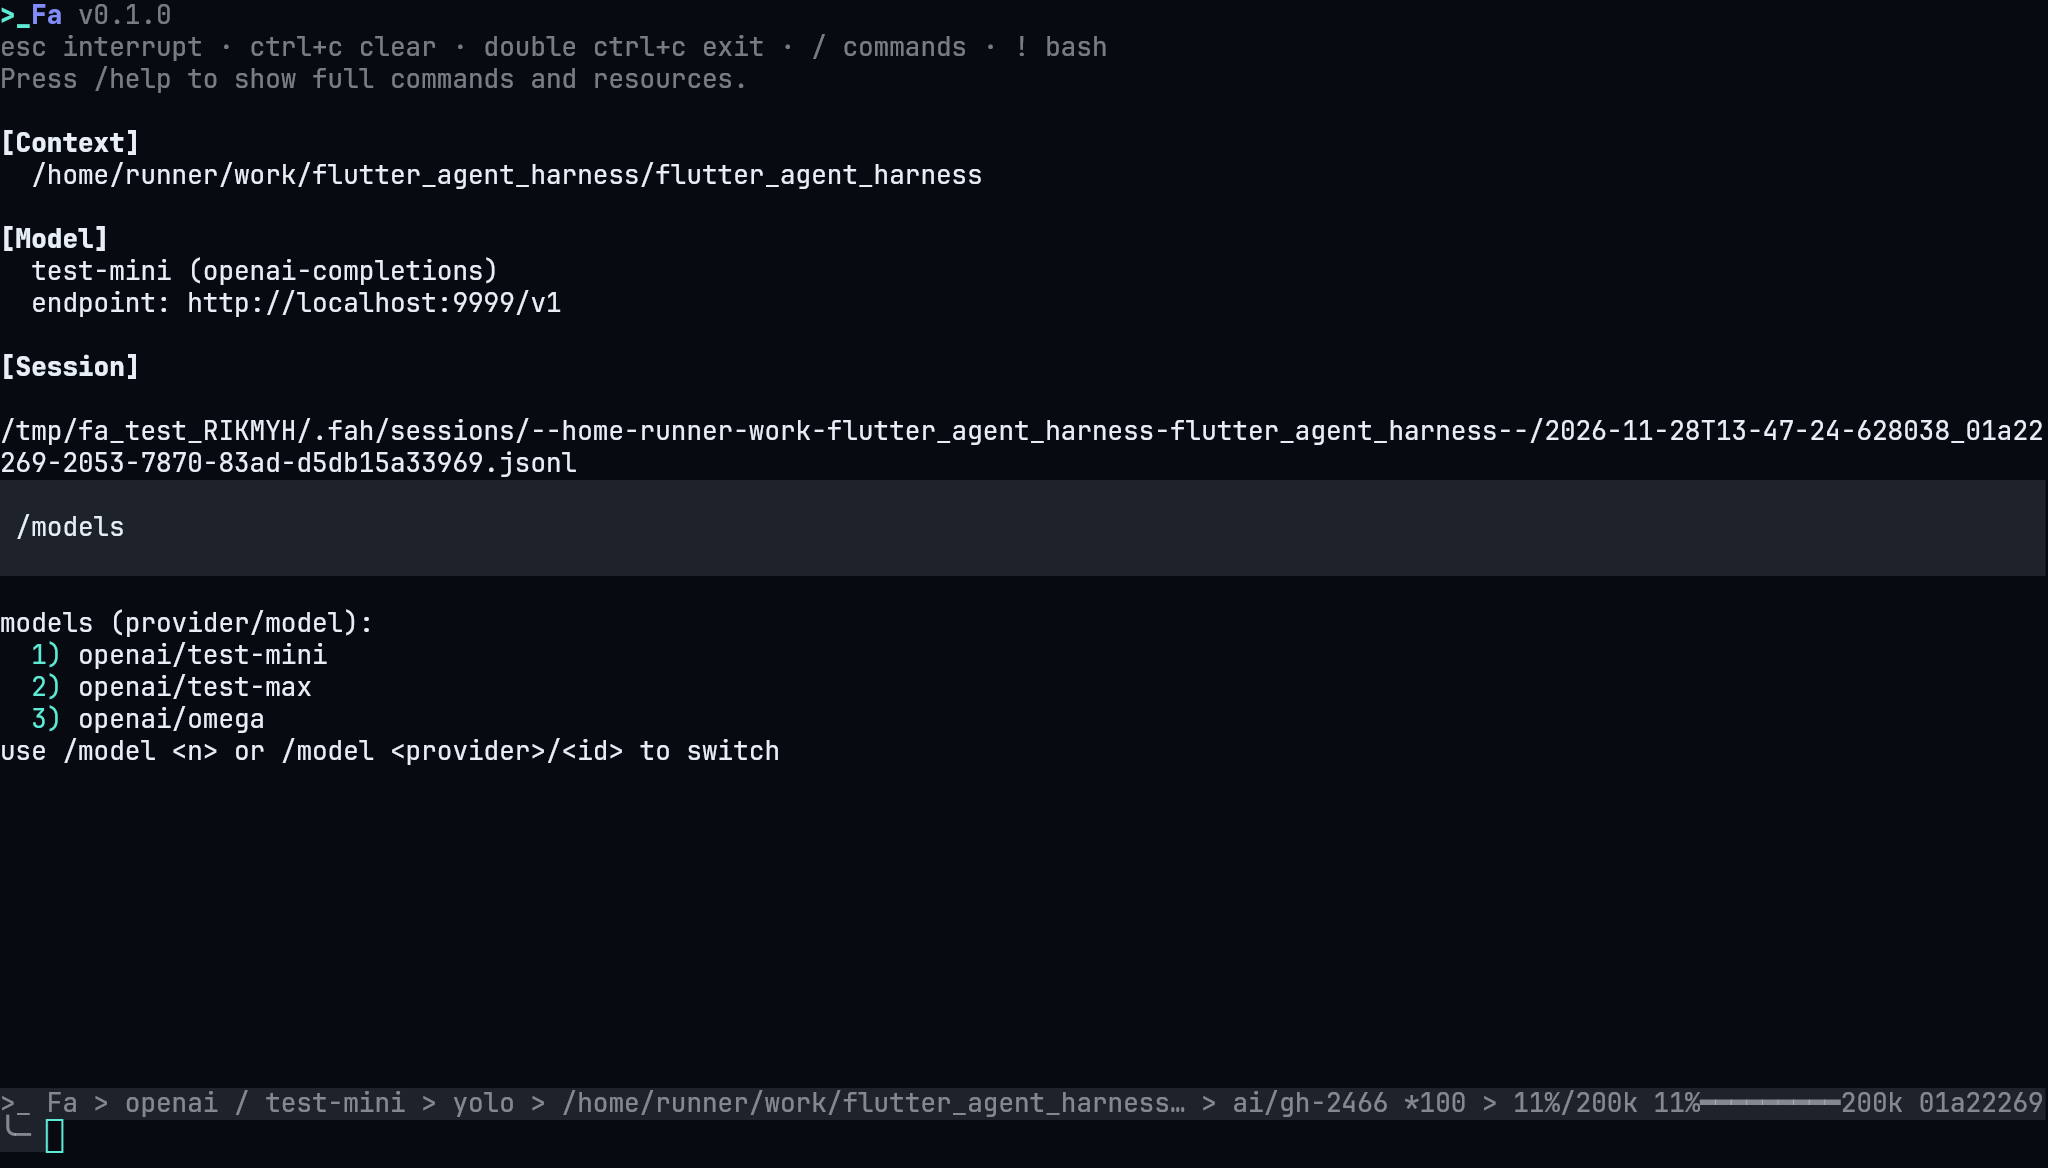 >_Fa v0.1.0
esc interrupt · ctrl+c clear · double ctrl+c exit · / commands · ! bash
Press /help to show full commands and resources.
[Context]
/home/runner/work/flutter_agent_harness/flutter_agent_harness
[Model]
test-mini (openai-completions)
endpoint: http://localhost:9999/v1
[Session]
/tmp/fa_test_RIKMYH/.fah/sessions/--home-runner-work-flutter_agent_harness-flutter_agent_harness--/2026-11-28T13-47-24-628038_01a22
269-2053-7870-83ad-d5db15a33969.jsonl
/models
models (provider/model):
1) openai/test-mini
2) openai/test-max
3) openai/omega
use /model <n> or /model <provider>/<id> to switch
>_ Fa > openai / test-mini > yolo > /home/runner/work/flutter_agent_harness… > ai/gh-2466 *100 > 11%/200k 11%━━━━━━━━━200k 01a22269